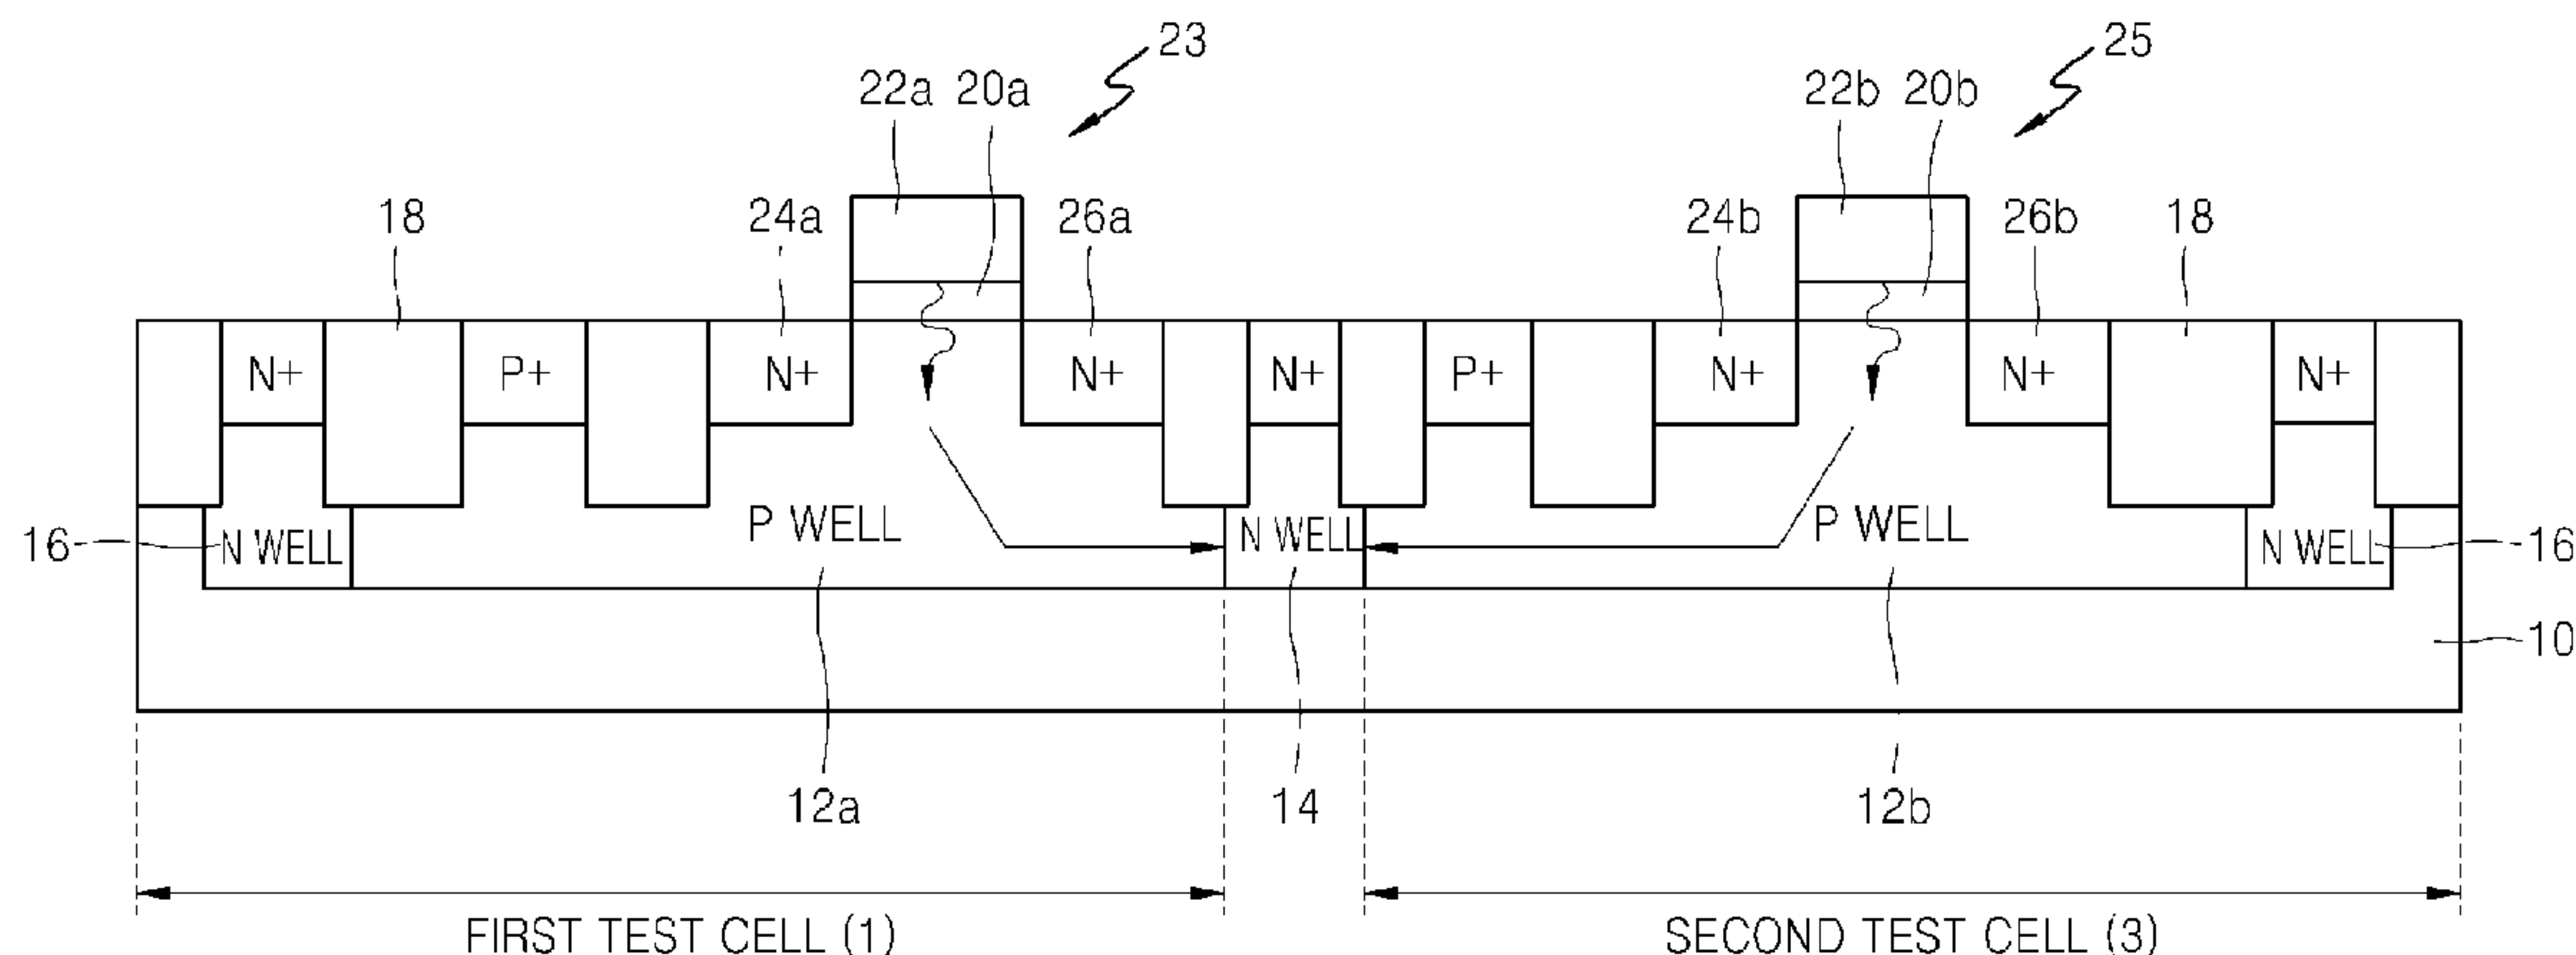 23
25
22a 20a
22b 20b
18
24a
26a
24b
26b
18
N+
P+
N+
N+
N+
P+
N+
N+
N+
16
N WELL
P WELL
N WELL
P WELL
N WELL
16
10
12a
14
12b
FIRST TEST CELL (1)
SECOND TEST CELL (3)